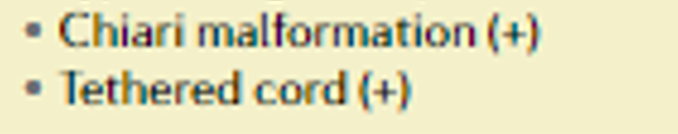 • Chiari malformation (+)
• Tethered cord (+)